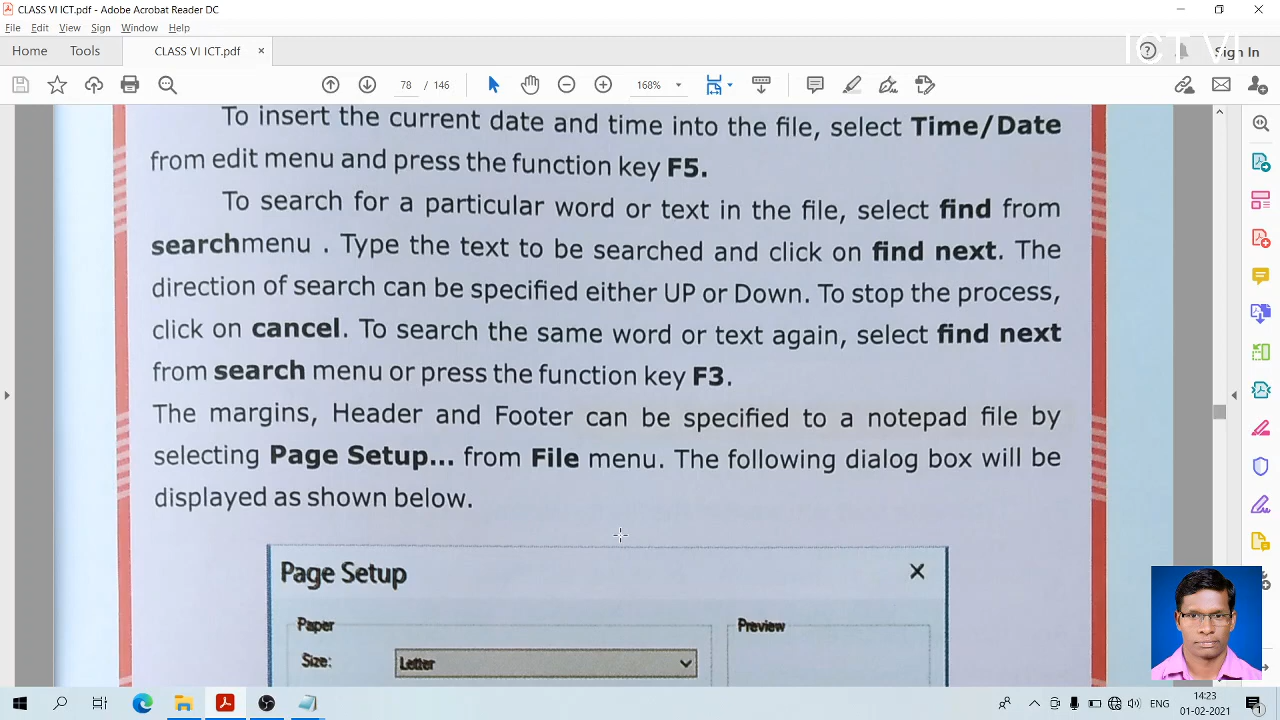 CLASS VI ICT.pdf - Adobe Acrobat Reader DC
File Edit View Sign Window Help
ICT VI
Home Tools CLASS VI ICT.pdf × Sign In
78 / 146 168%
To insert the current date and time into the file, select Time/Date
from edit menu and press the function key F5.
To search for a particular word or text in the file, select find from
searchmenu . Type the text to be searched and click on find next. The
direction of search can be specified either UP or Down. To stop the process,
click on cancel. To search the same word or text again, select find next
from search menu or press the function key F3.
The margins, Header and Footer can be specified to a notepad file by
selecting Page Setup... from File menu. The following dialog box will be
displayed as shown below.
Page Setup
Paper Preview
Size: Letter
ENG 14:23
01-02-2021